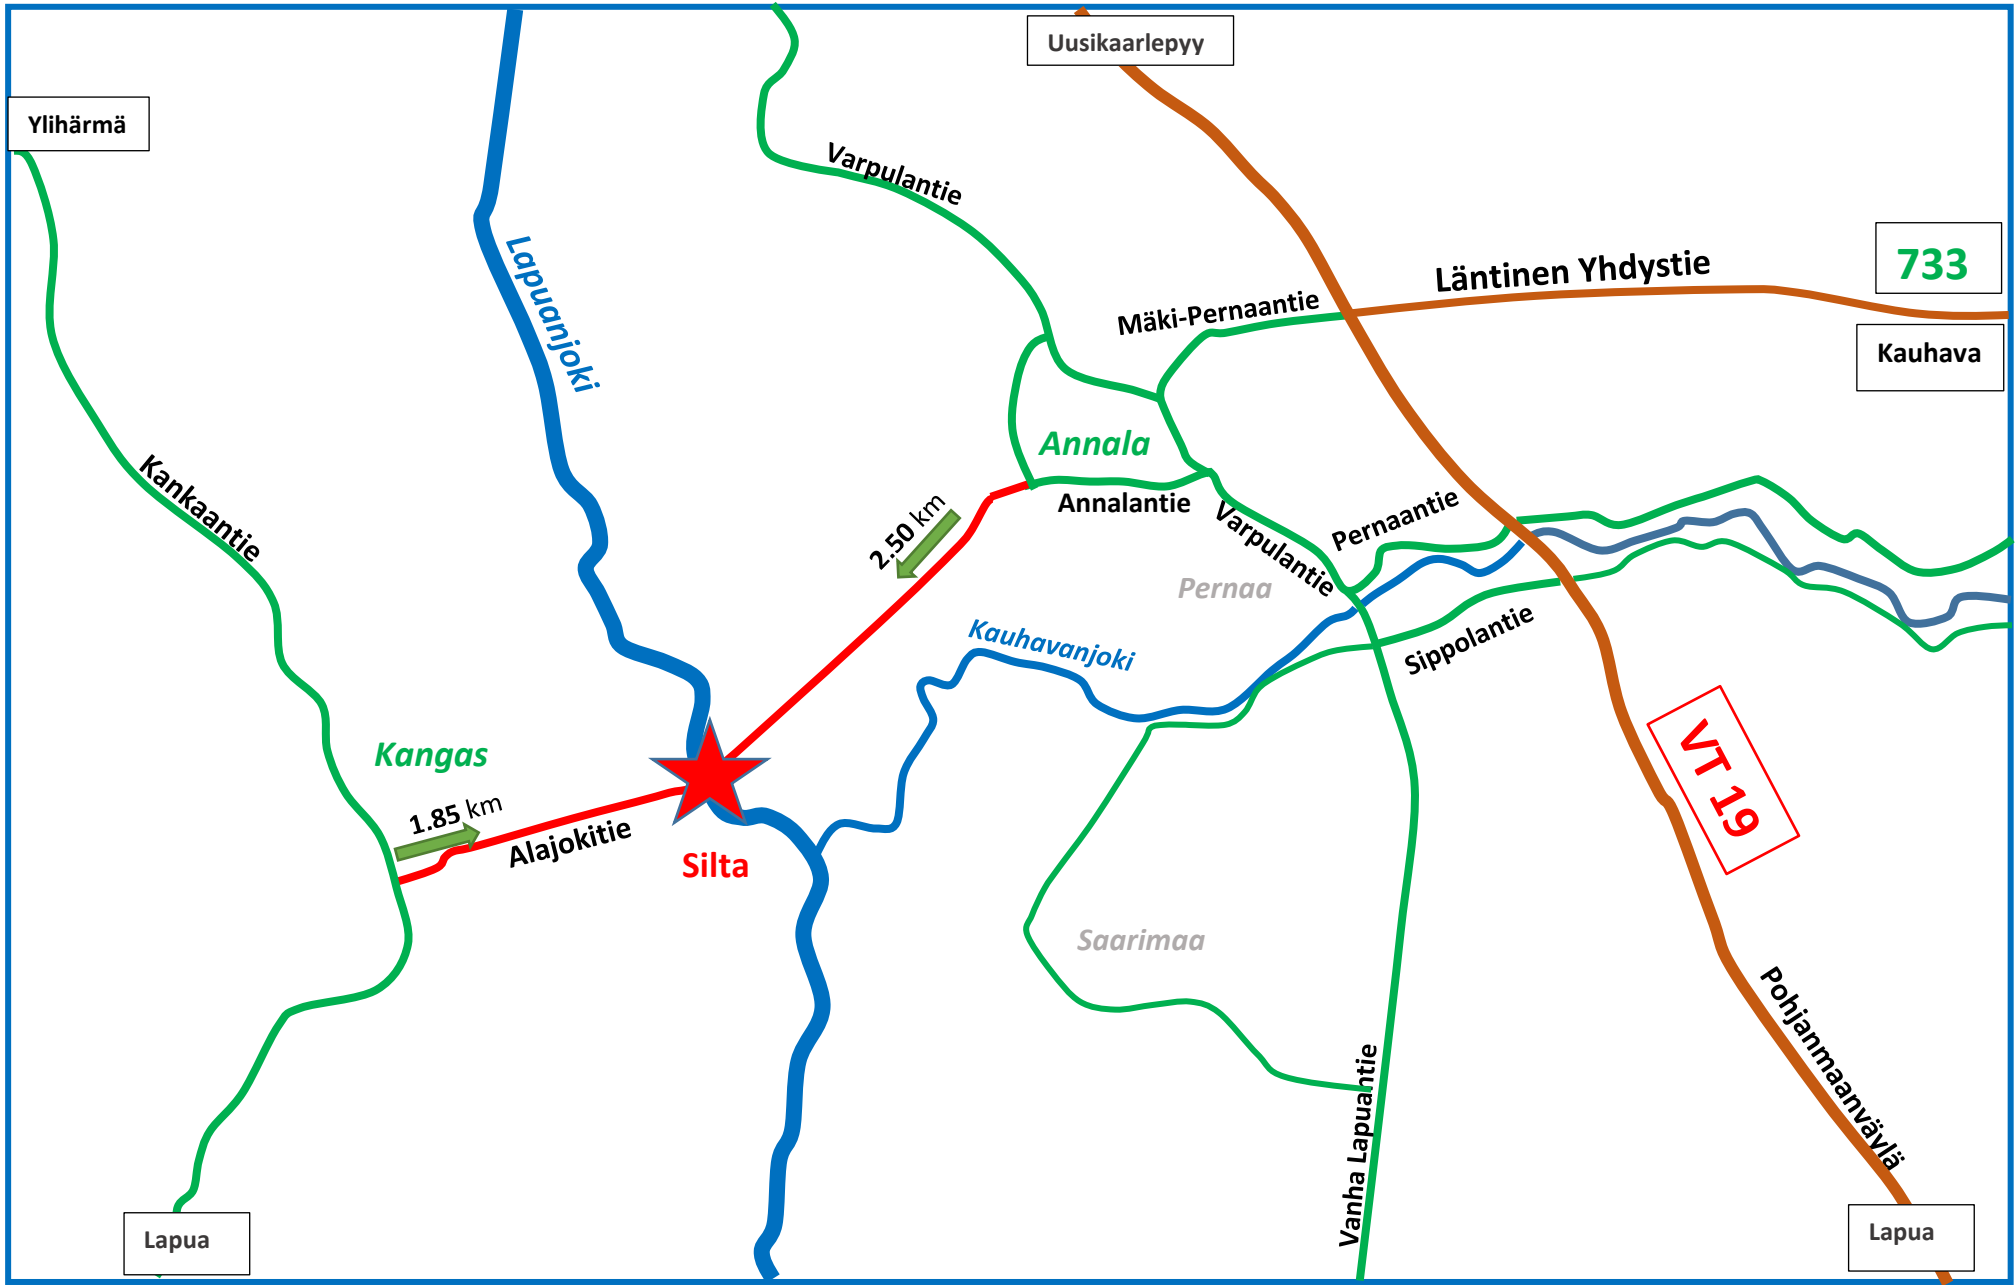 Uusikaarlepyy
Ylihärmä
Varpulantie
Lapuanjoki
Läntinen Yhdystie
733
Mäki-Pernaantie
Kauhava
Kankaantie
Annala
Annalantie
2.50 km
Varpulantie
Pernaantie
Pernaa
Kauhavanjoki
Sippolantie
Kangas
1.85 km
Alajokitie
Silta
VT 19
Saarimaa
Pohjanmaanväylä
Vanha Lapuantie
Lapua
Lapua